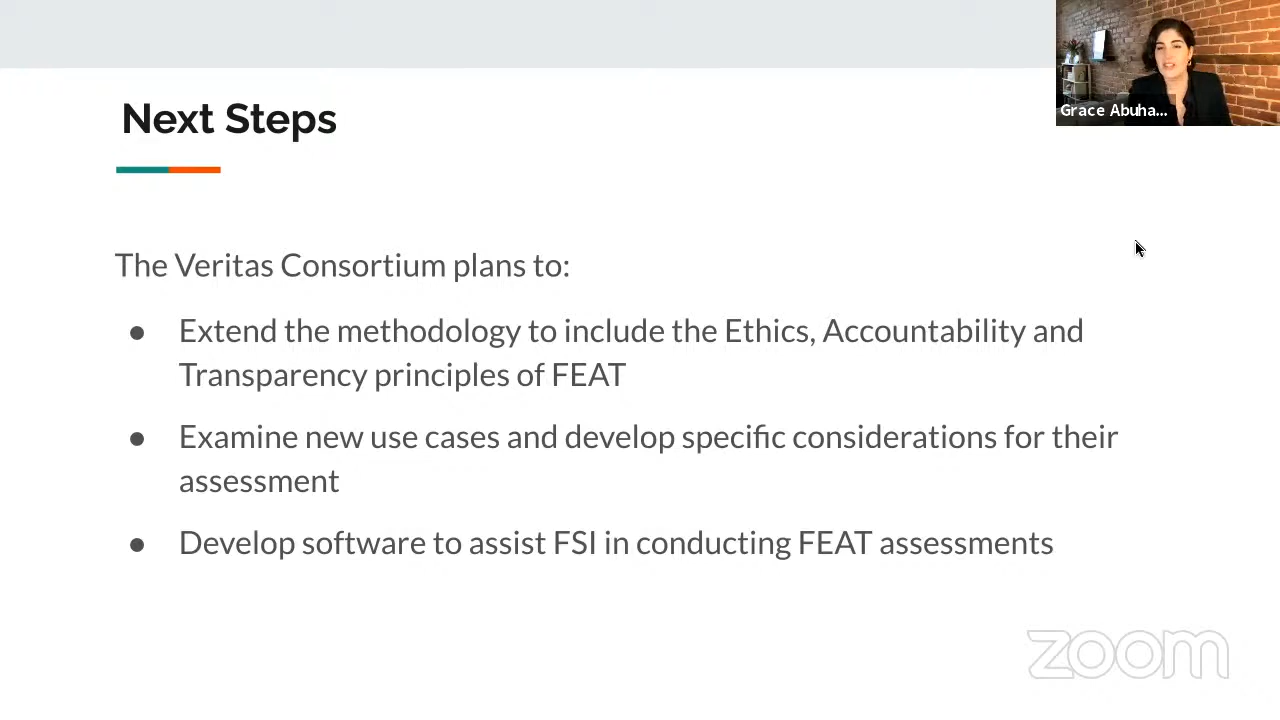 Next Steps
Grace Abuha...
The Veritas Consortium plans to:
● Extend the methodology to include the Ethics, Accountability and
Transparency principles of FEAT
● Examine new use cases and develop specific considerations for their
assessment
● Develop software to assist FSI in conducting FEAT assessments
zoom